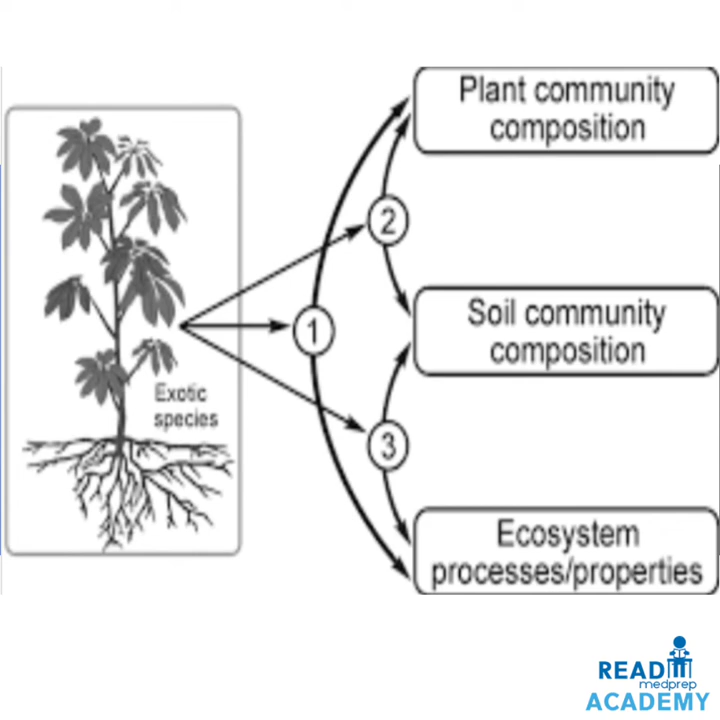 Plant community
composition
2
Soil community
composition
1
Exotic
species
3
Ecosystem
processes/properties
READ
medprep
ACADEMY